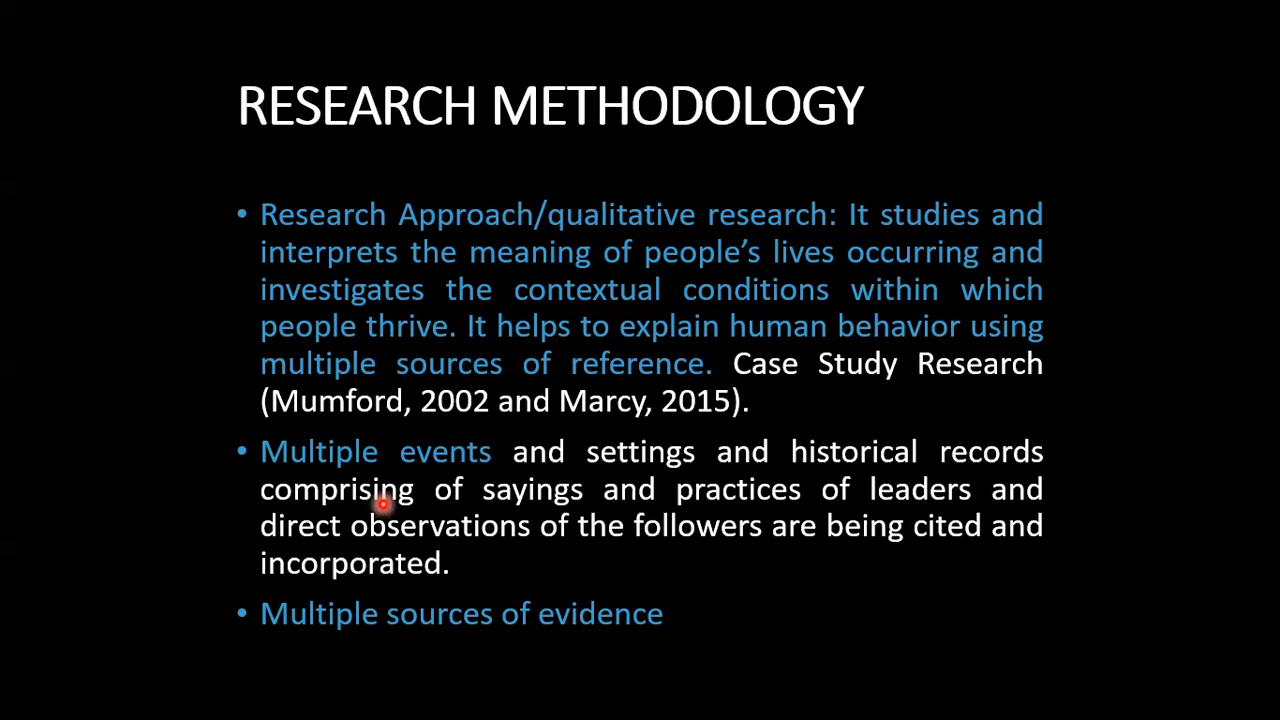 RESEARCH METHODOLOGY
• Research Approach/qualitative research: It studies and
interprets the meaning of people's lives occurring and
investigates the contextual conditions within which
people thrive. It helps to explain human behavior using
multiple sources of reference. Case Study Research
(Mumford, 2002 and Marcy, 2015).
• Multiple events and settings and historical records
comprising of sayings and practices of leaders and
direct observations of the followers are being cited and
incorporated.
• Multiple sources of evidence